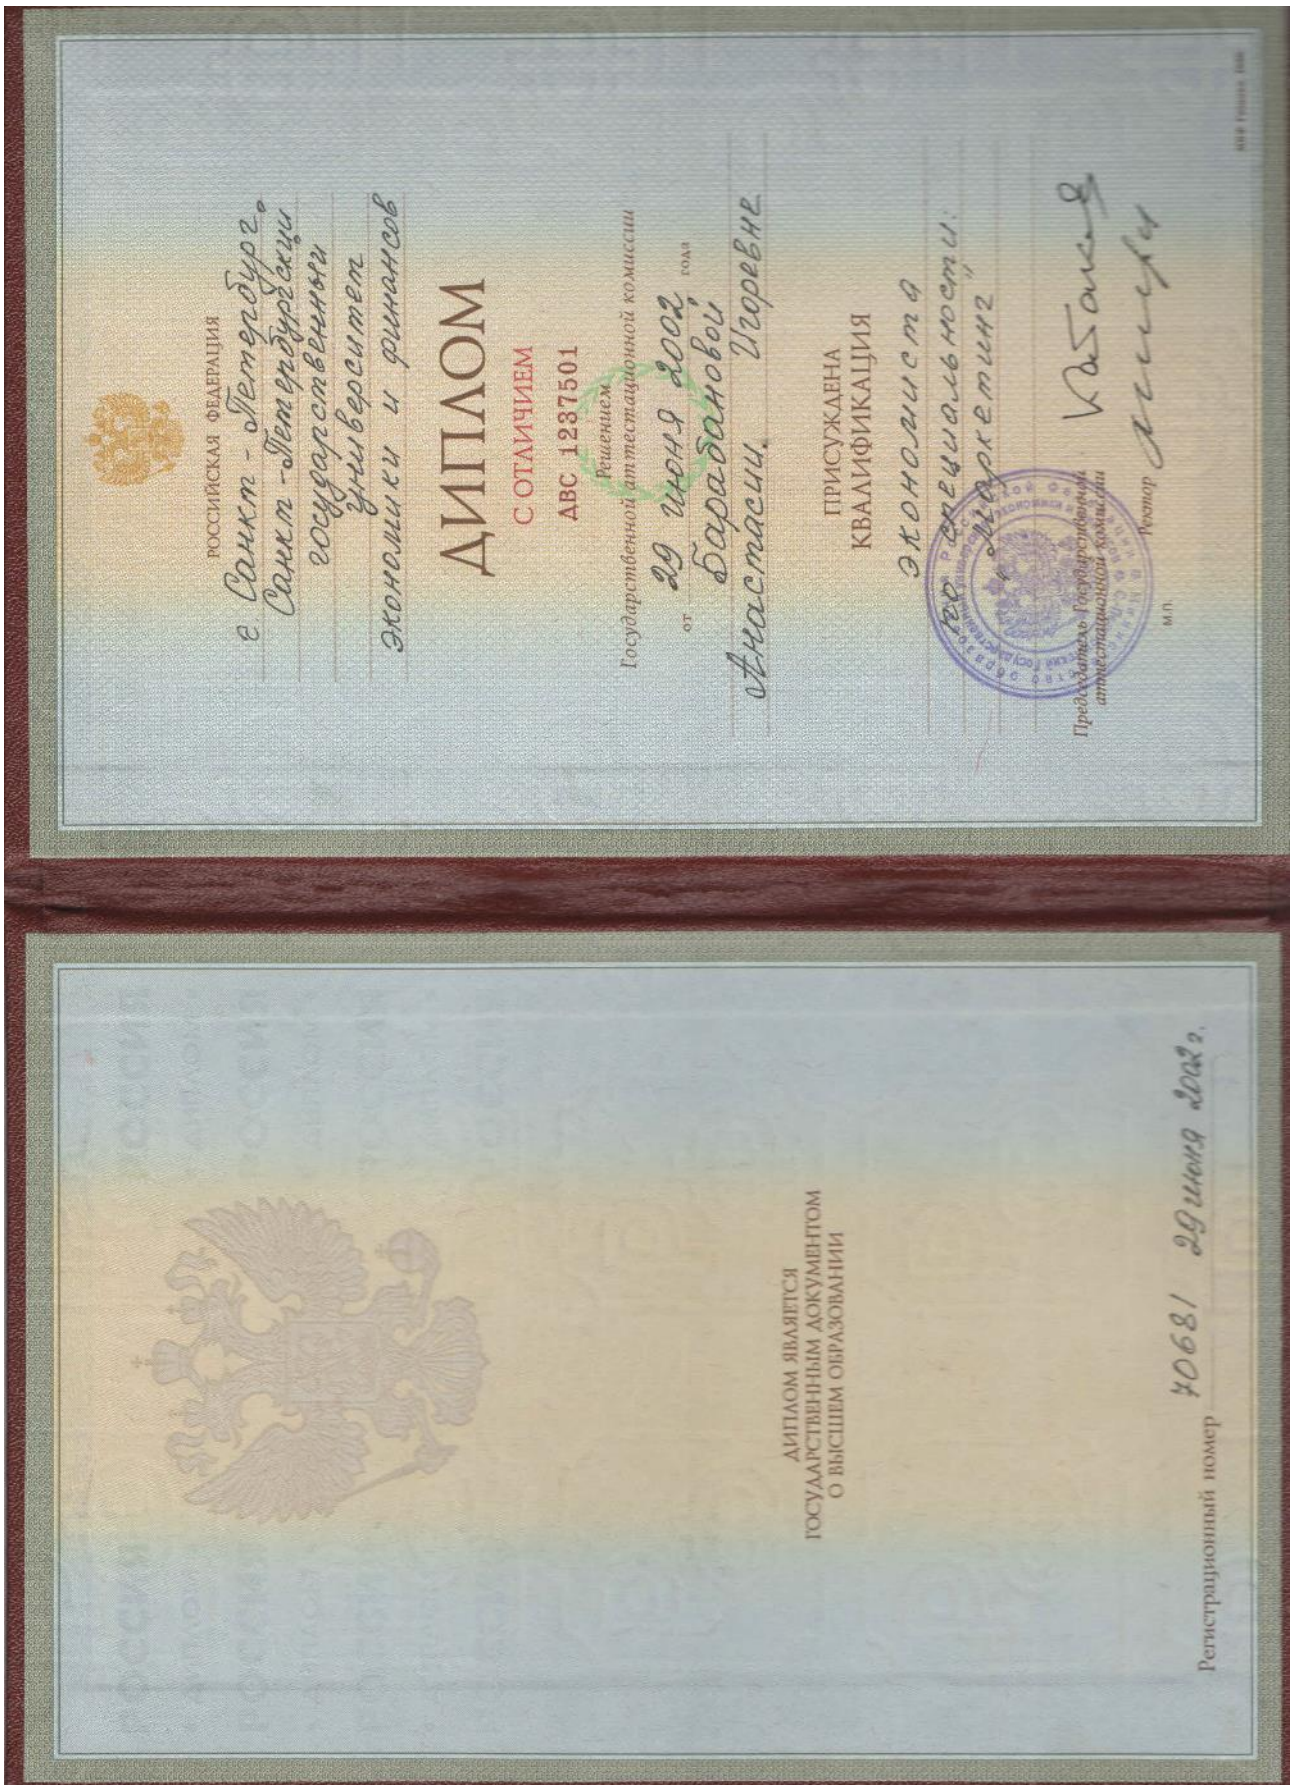 ДИПЛОМ ЯВЛЯЕТСЯ
ГОСУДАРСТВЕННЫМ ДОКУМЕНТОМ
О ВЫСШЕМ ОБРАЗОВАНИИ
Регистрационный номер 70681 29 июня 2002 г.
РОССИЙСКАЯ ФЕДЕРАЦИЯ
г Санкт-Петербург.
Санкт-Петербургский
государственный
университет
экономики и финансов
ДИПЛОМ
С ОТЛИЧИЕМ
АВС 1237501
Решением
Государственной аттестационной комиссии
от 29 июня 2002 года
Барабановой
Анастасии Игоревне
ПРИСУЖДЕНА
КВАЛИФИКАЦИЯ
экономиста
по специальности:
"Маркетинг"
Председатель Государственной
аттестационной комиссии
Ректор
М.П.